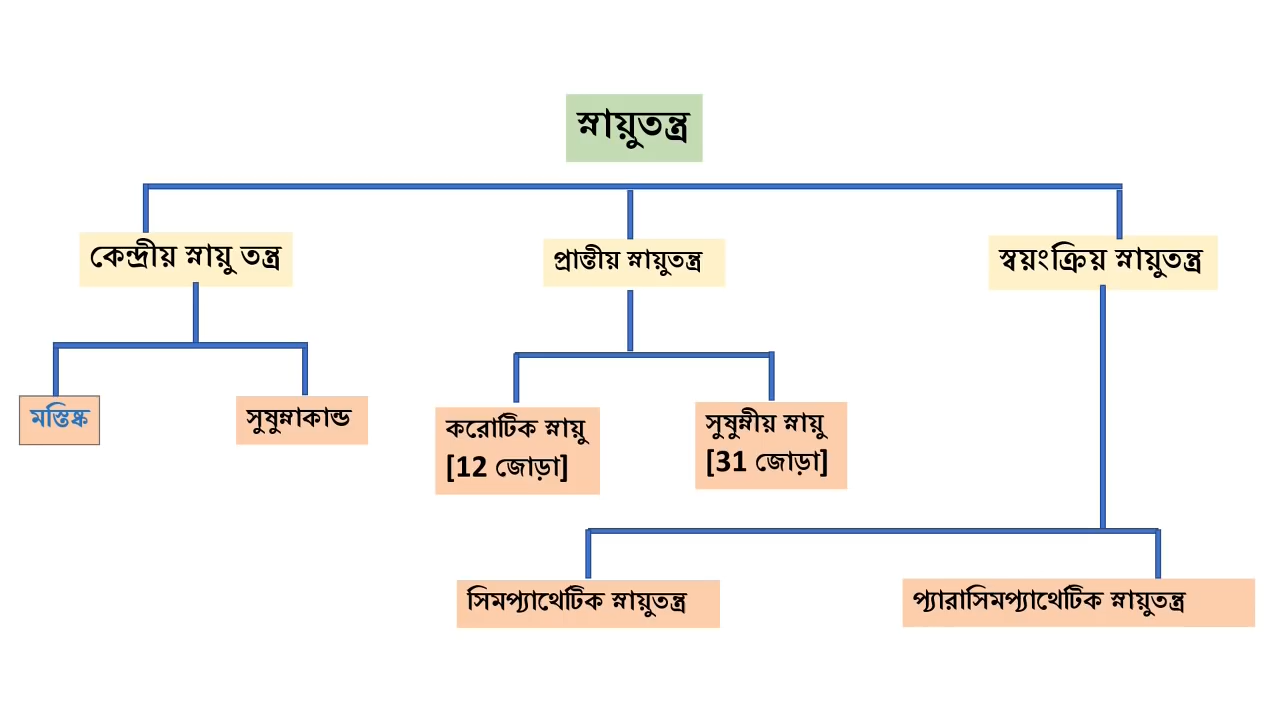 স্নায়ুতন্ত্র
কেন্দ্রীয় স্নায়ু তন্ত্র
প্রান্তীয় স্নায়ুতন্ত্র
স্বয়ংক্রিয় স্নায়ুতন্ত্র
মস্তিষ্ক
সুষুম্নাকান্ড
করোটিক স্নায়ু
[12 জোড়া]
সুষুম্নীয় স্নায়ু
[31 জোড়া]
সিমপ্যাথেটিক স্নায়ুতন্ত্র
প্যারাসিমপ্যাথেটিক স্নায়ুতন্ত্র